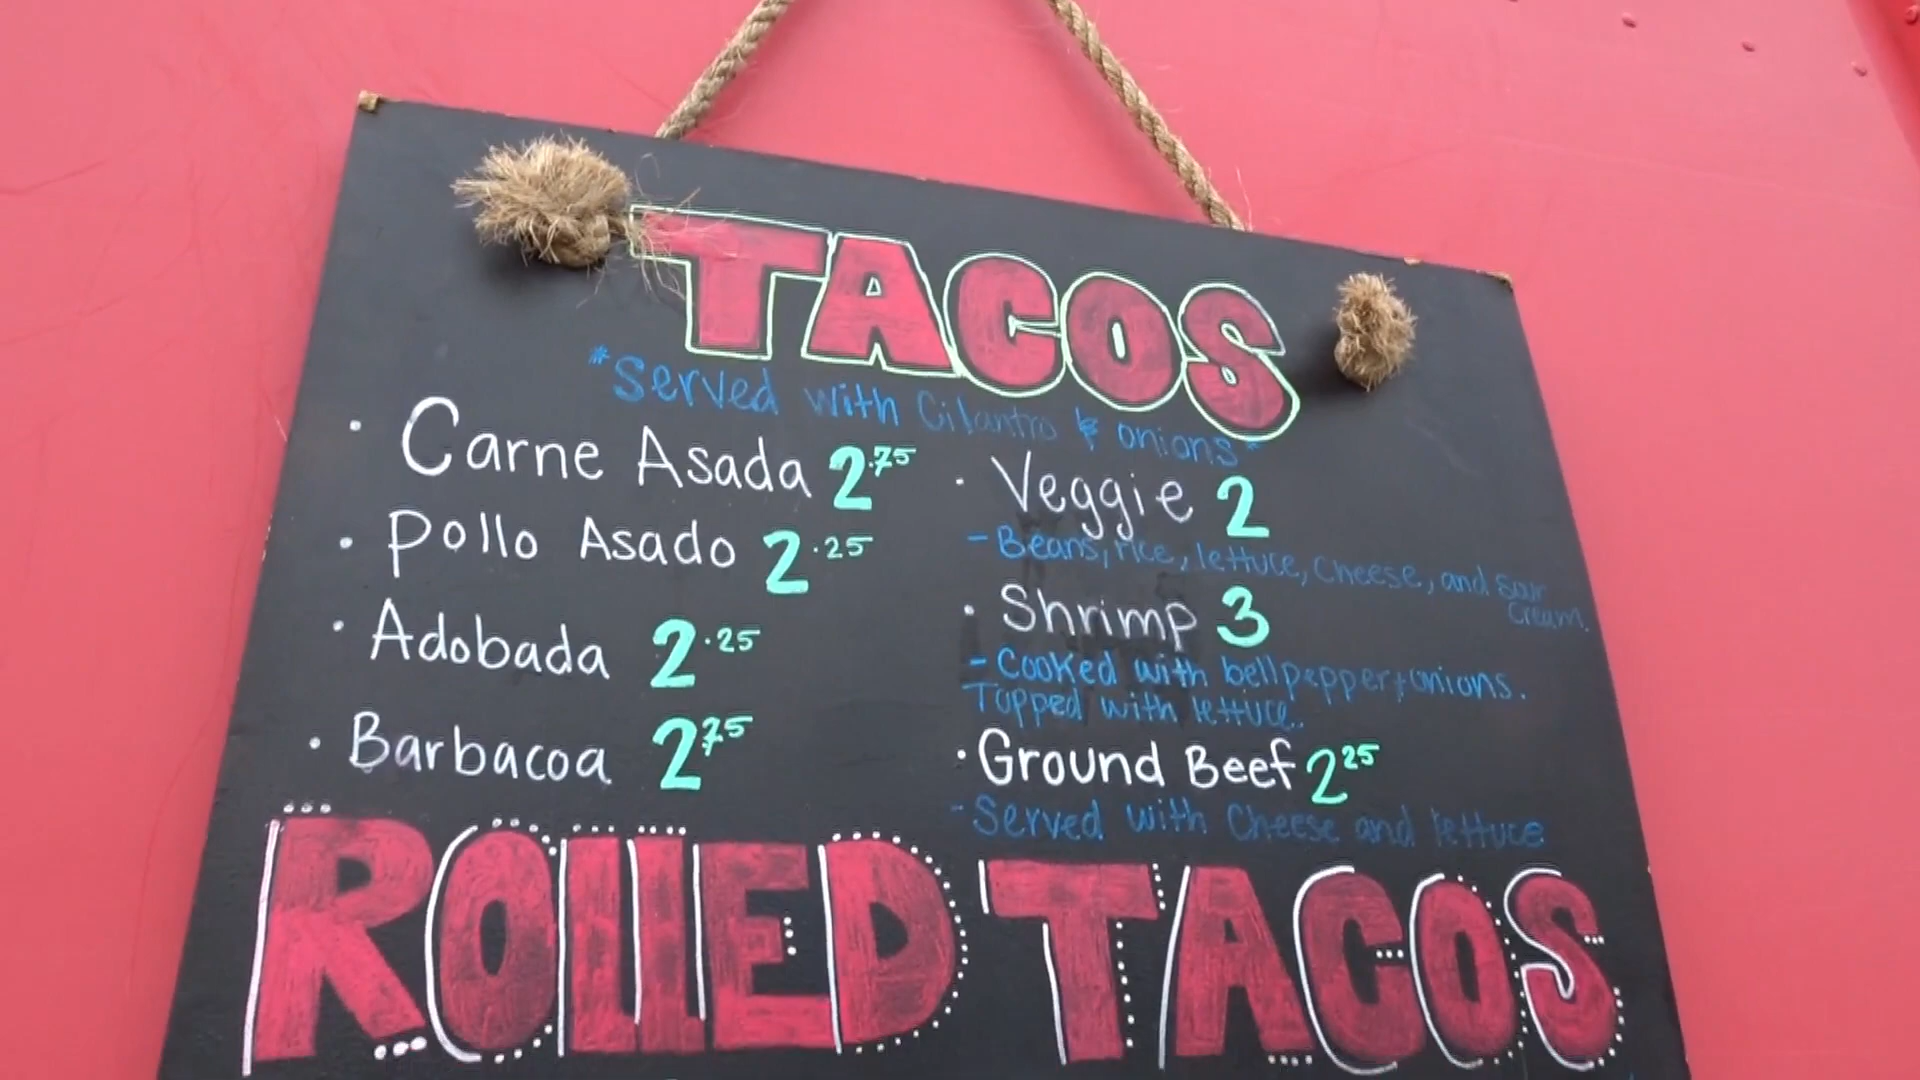 TACOS
*Served with Cilantro & onions*
· Carne Asada 2.75
· Pollo Asado 2.25
· Adobada 2.25
· Barbacoa 2.75
· Veggie 2
- Beans, rice, lettuce, cheese, and sour
cream.
· Shrimp 3
- Cooked with bellpepper + onions.
Topped with lettuce.
· Ground Beef 2 25
- Served with Cheese and lettuce
ROLLED TACOS